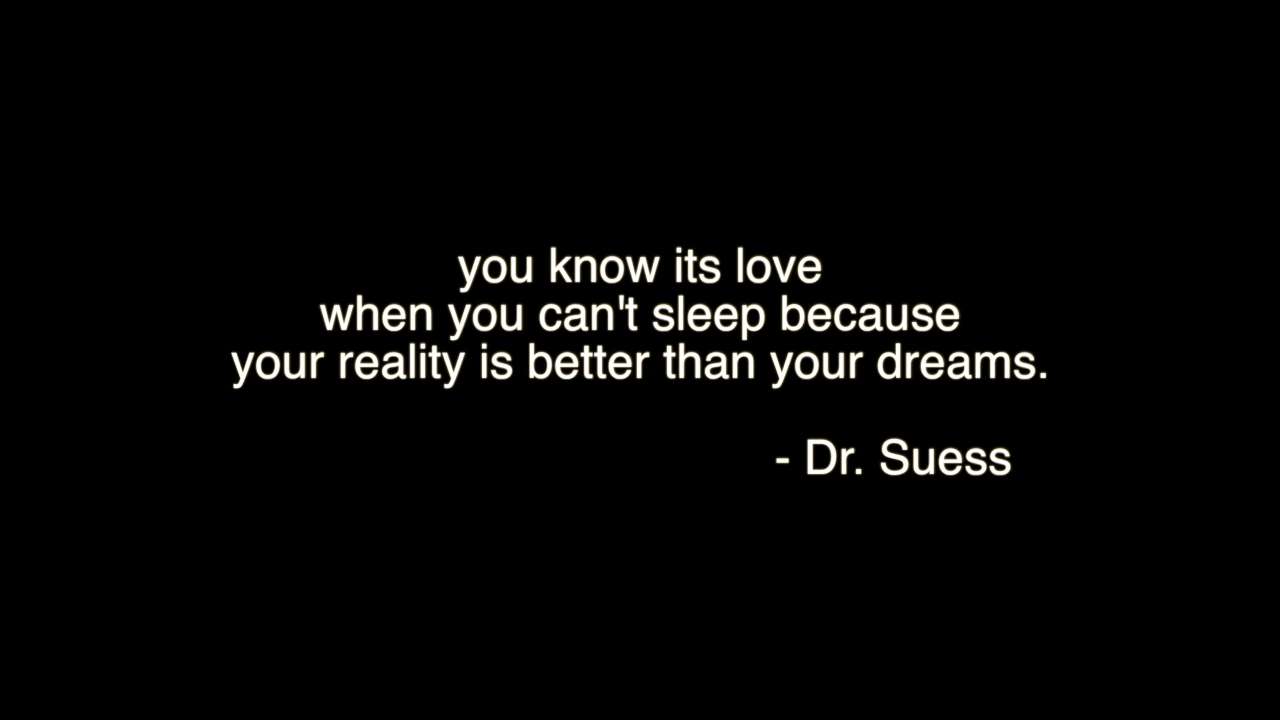 you know its love
when you can't sleep because
your reality is better than your dreams.
- Dr. Suess